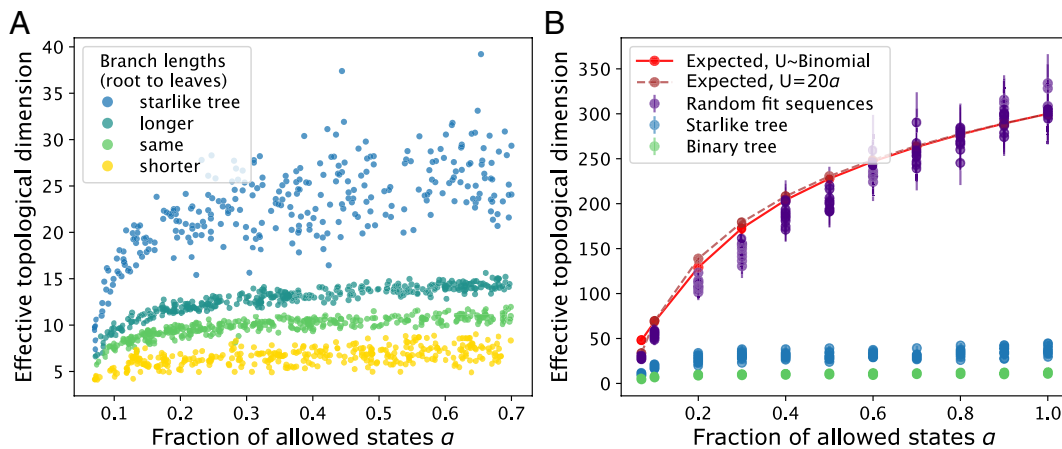 A
Effective topological dimension
40
35
30
25
20
15
10
5
Branch lengths
(root to leaves)
starlike tree
longer
same
shorter
0.1 0.2 0.3 0.4 0.5 0.6 0.7
Fraction of allowed states a
B
Effective topological dimension
350
300
250
200
150
100
50
0
Expected, U~Binomial
Expected, U=20a
Random fit sequences
Starlike tree
Binary tree
0.2 0.4 0.6 0.8 1.0
Fraction of allowed states a